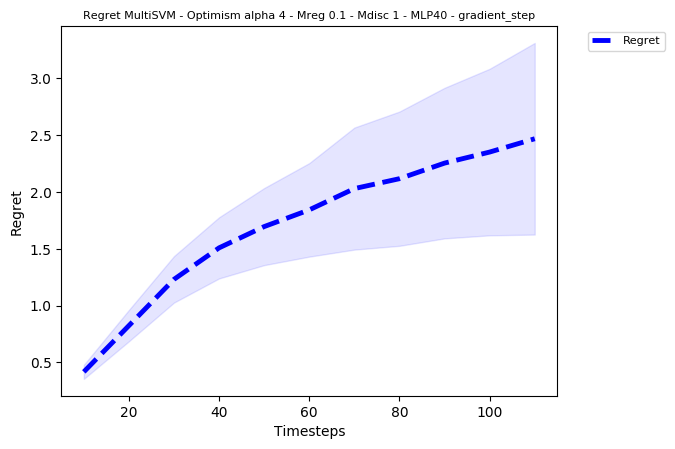 Regret MultiSVM - Optimism alpha 4 - Mreg 0.1 - Mdisc 1 - MLP40 - gradient_step
Regret
3.0
2.5
2.0
1.5
1.0
0.5
Regret
20 40 60 80 100
Timesteps